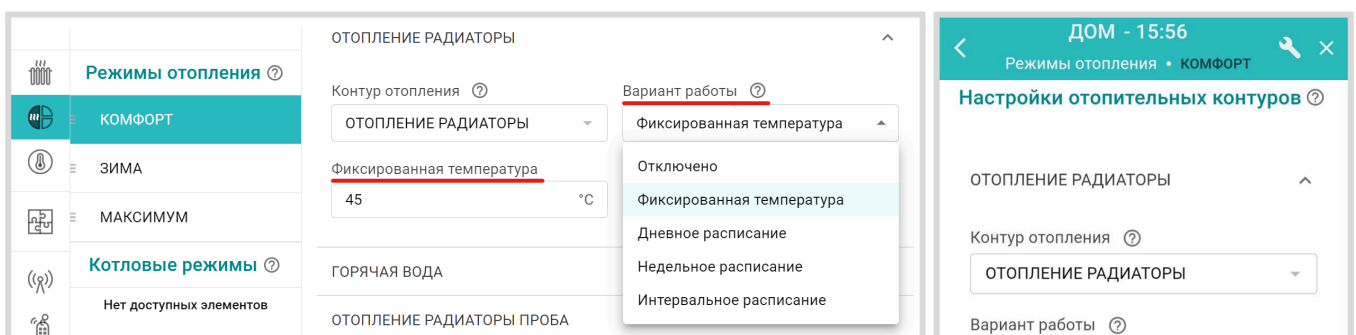 Режимы отопления
КОМФОРТ
ЗИМА
МАКСИМУМ
Котловые режимы
Нет доступных элементов
ОТОПЛЕНИЕ РАДИАТОРЫ
Контур отопления
ОТОПЛЕНИЕ РАДИАТОРЫ
Вариант работы
Фиксированная температура
Фиксированная температура
45 °C
Отключено
Фиксированная температура
Дневное расписание
Недельное расписание
Интервальное расписание
ГОРЯЧАЯ ВОДА
ОТОПЛЕНИЕ РАДИАТОРЫ ПРОБА
ДОМ - 15:56
Режимы отопления • КОМФОРТ
Настройки отопительных контуров
ОТОПЛЕНИЕ РАДИАТОРЫ
Контур отопления
ОТОПЛЕНИЕ РАДИАТОРЫ
Вариант работы